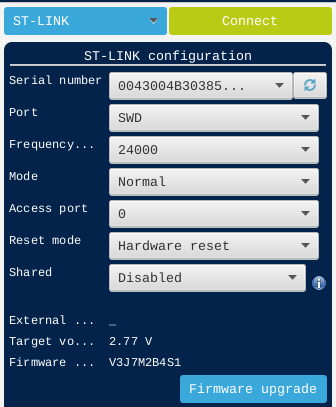 ST-LINK Connect
ST-LINK configuration
Serial number 0043004B30385...
Port SWD
Frequency... 24000
Mode Normal
Access port 0
Reset mode Hardware reset
Shared Disabled
External ... _
Target vo... 2.77 V
Firmware ... V3J7M2B4S1
Firmware upgrade